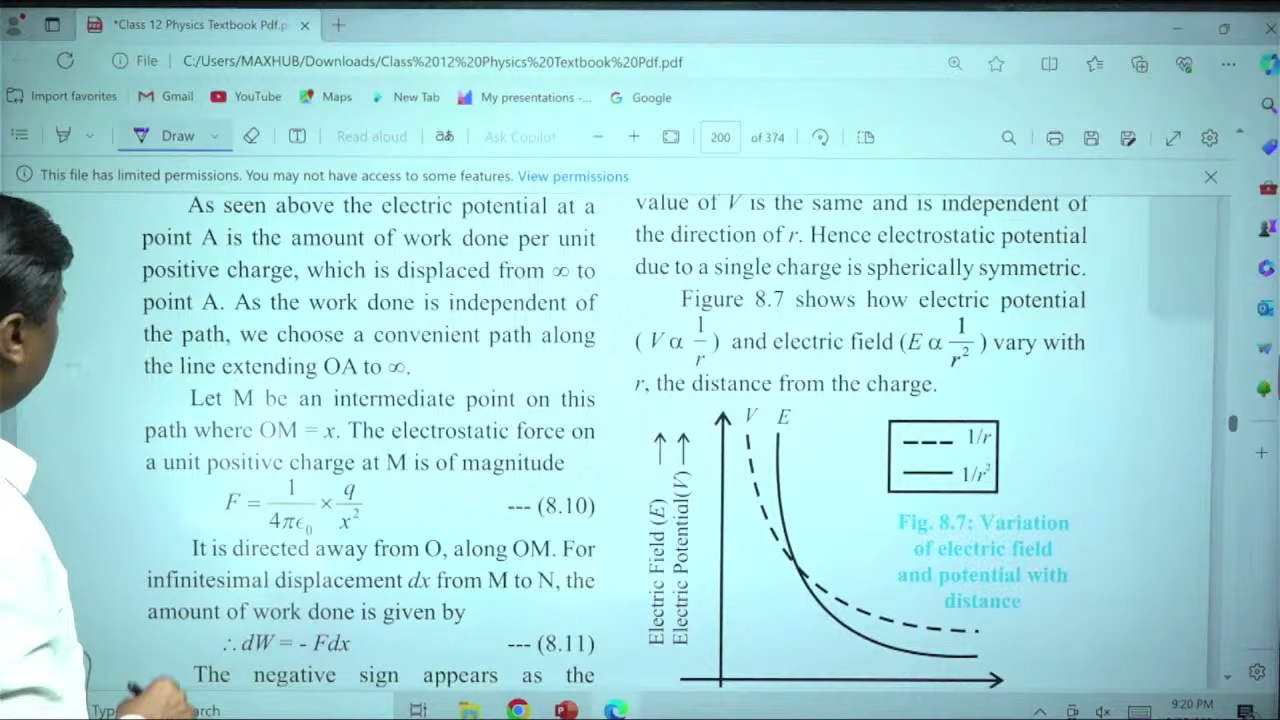 *Class 12 Physics Textbook Pdf.p
File
C:/Users/MAXHUB/Downloads/Class%2012%20Physics%20Textbook%20Pdf.pdf
Import favorites
Gmail
YouTube
Maps
New Tab
My presentations -...
Google
Draw
Read aloud
aあ
Ask Copilot
200
of 374
This file has limited permissions. You may not have access to some features. View permissions
As seen above the electric potential at a
point A is the amount of work done per unit
positive charge, which is displaced from ∞ to
point A. As the work done is independent of
the path, we choose a convenient path along
the line extending OA to ∞.
Let M be an intermediate point on this
path where OM = x. The electrostatic force on
a unit positive charge at M is of magnitude
F = 1/4πϵ₀ × q/x² --- (8.10)
It is directed away from O, along OM. For
infinitesimal displacement dx from M to N, the
amount of work done is given by
∴ dW = - Fdx --- (8.11)
The negative sign appears as the
value of V is the same and is independent of
the direction of r. Hence electrostatic potential
due to a single charge is spherically symmetric.
Figure 8.7 shows how electric potential
( V α 1/r ) and electric field (E α 1/r² ) vary with
r, the distance from the charge.
V E
1/r
1/r²
Electric Field (E)
Electric Potential(V)
Fig. 8.7: Variation
of electric field
and potential with
distance
Typ arch
9:20 PM